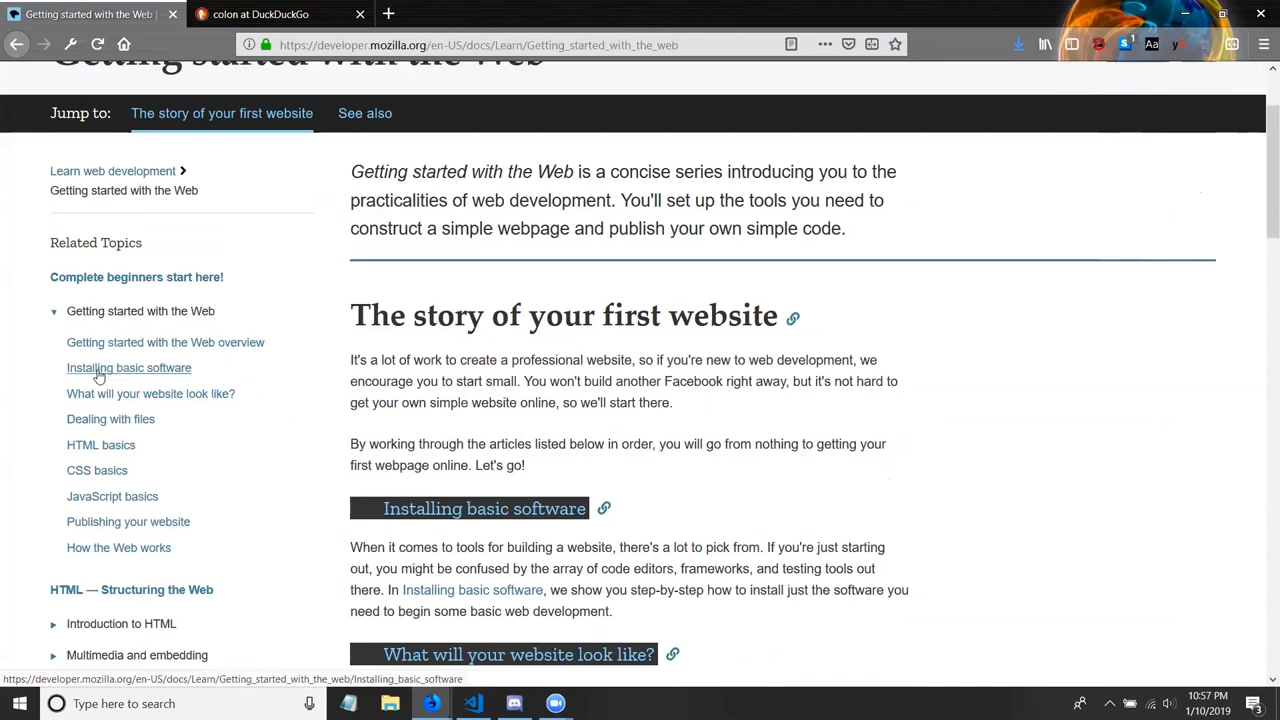 Getting started with the Web |
colon at DuckDuckGo
https://developer.mozilla.org/en-US/docs/Learn/Getting_started_with_the_web
1
Aa
Getting started with the Web
Jump to:
The story of your first website
See also
Learn web development
Getting started with the Web
Related Topics
Complete beginners start here!
Getting started with the Web
Getting started with the Web overview
Installing basic software
What will your website look like?
Dealing with files
HTML basics
CSS basics
JavaScript basics
Publishing your website
How the Web works
HTML — Structuring the Web
Introduction to HTML
Multimedia and embedding
Getting started with the Web is a concise series introducing you to the
practicalities of web development. You'll set up the tools you need to
construct a simple webpage and publish your own simple code.
The story of your first website
It's a lot of work to create a professional website, so if you're new to web development, we
encourage you to start small. You won't build another Facebook right away, but it's not hard to
get your own simple website online, so we'll start there.
By working through the articles listed below in order, you will go from nothing to getting your
first webpage online. Let's go!
Installing basic software
When it comes to tools for building a website, there's a lot to pick from. If you're just starting
out, you might be confused by the array of code editors, frameworks, and testing tools out
there. In Installing basic software, we show you step-by-step how to install just the software you
need to begin some basic web development.
What will your website look like?
https://developer.mozilla.org/en-US/docs/Learn/Getting_started_with_the_web/Installing_basic_software
Type here to search
10:57 PM
1/10/2019
3